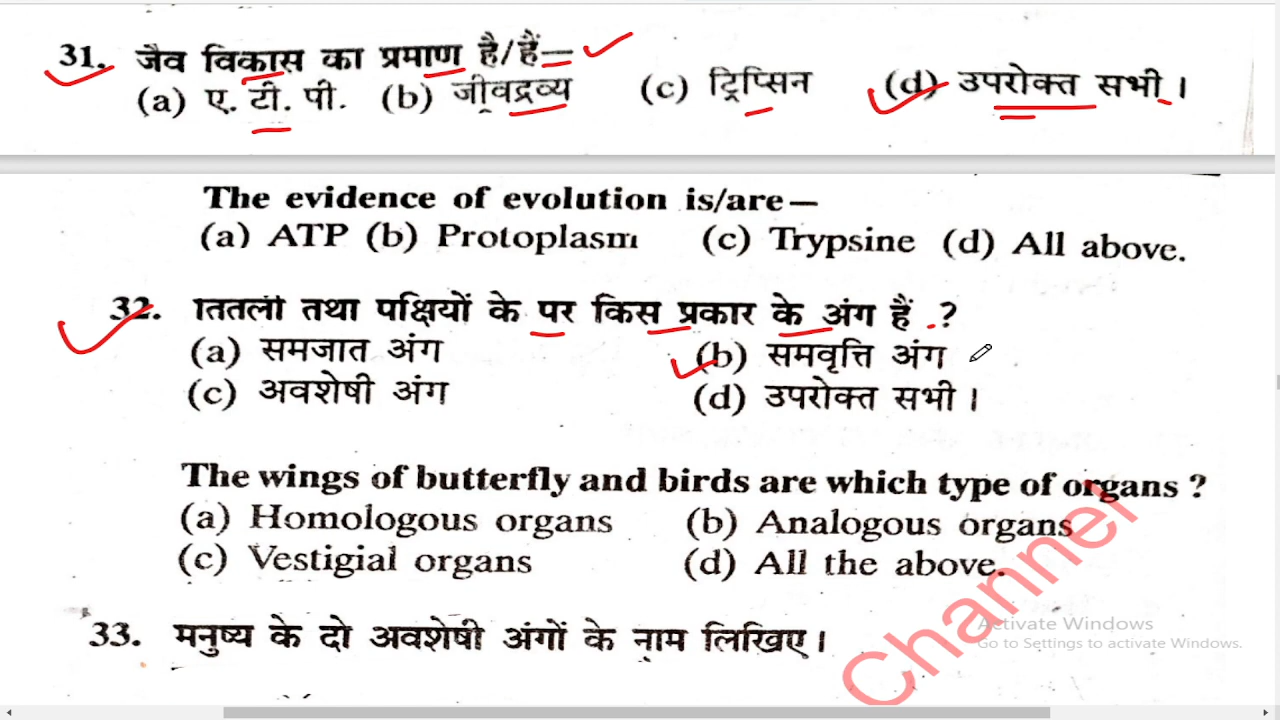 31. जैव विकास का प्रमाण है/हैं—
(a) ए. टी. पी. (b) जीवद्रव्य (c) ट्रिप्सिन (d) उपरोक्त सभी।
The evidence of evolution is/are—
(a) ATP (b) Protoplasm (c) Trypsine (d) All above.
32. तितली तथा पक्षियों के पर किस प्रकार के अंग हैं ?
(a) समजात अंग (b) समवृत्ति अंग
(c) अवशेषी अंग (d) उपरोक्त सभी।
The wings of butterfly and birds are which type of organs ?
(a) Homologous organs (b) Analogous organs
(c) Vestigial organs (d) All the above.
33. मनुष्य के दो अवशेषी अंगों के नाम लिखिए।
Channel
Activate Windows
Go to Settings to activate Windows.